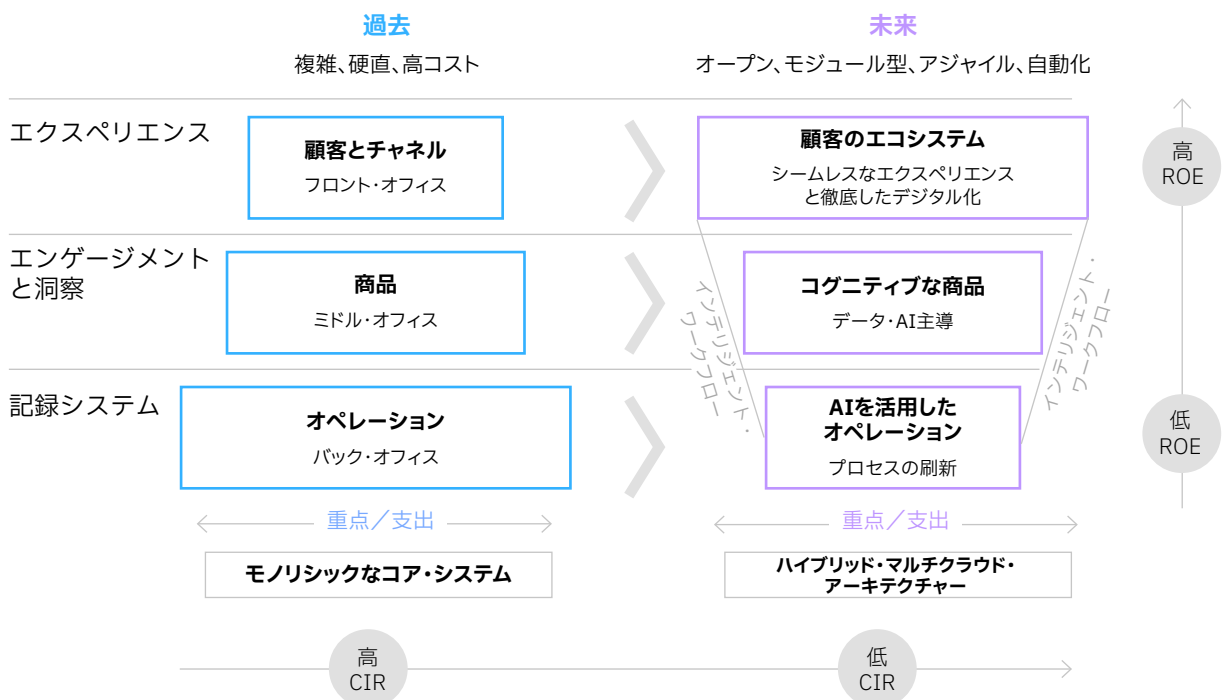 過去
未来
複雑、硬直、高コスト
オープン、モジュール型、アジャイル、自動化
エクスペリエンス
顧客とチャネル
フロント・オフィス
顧客のエコシステム
シームレスなエクスペリエンス
と徹底したデジタル化
高
ROE
エンゲージメント
と洞察
商品
ミドル・オフィス
コグニティブな商品
データ・AI主導
インテリジェント・
ワークフロー
インテリジェント・
ワークフロー
記録システム
オペレーション
バック・オフィス
AIを活用した
オペレーション
プロセスの刷新
低
ROE
重点／支出
重点／支出
モノリシックなコア・システム
ハイブリッド・マルチクラウド・
アーキテクチャー
高
CIR
低
CIR